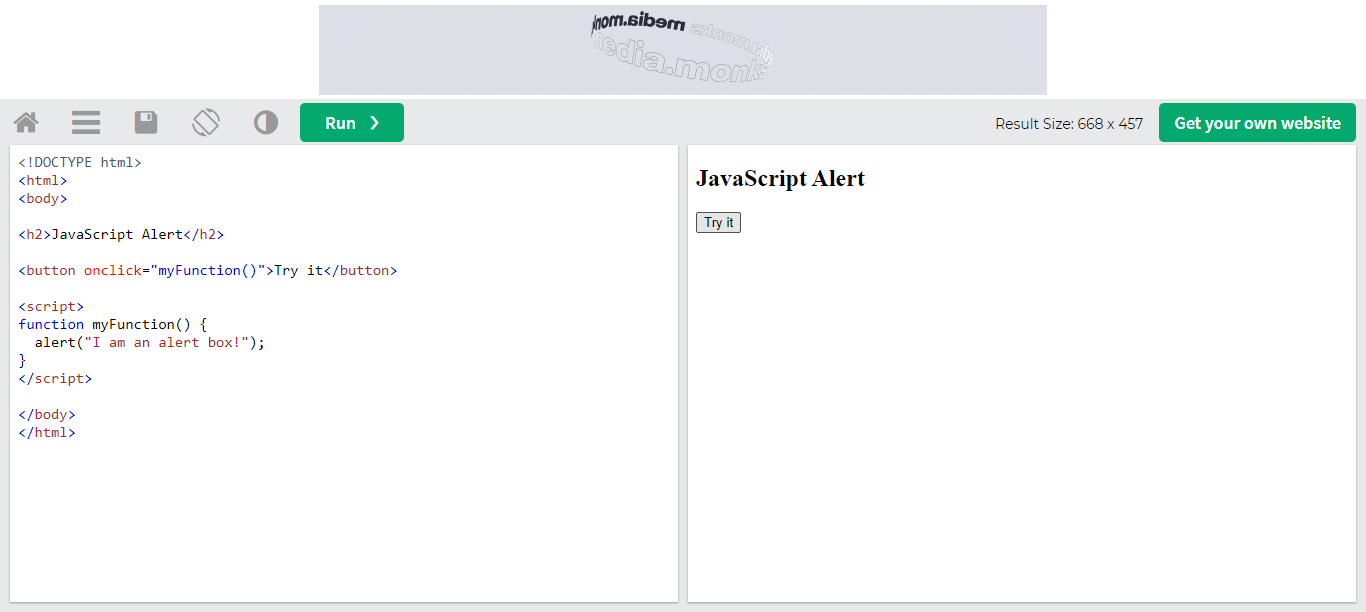 media.monks
media.monks
Run ❯
Result Size: 668 x 457
Get your own website
<!DOCTYPE html>
<html>
<body>
<h2>JavaScript Alert</h2>
<button onclick="myFunction()">Try it</button>
<script>
function myFunction() {
  alert("I am an alert box!");
}
</script>
</body>
</html>
JavaScript Alert
Try it